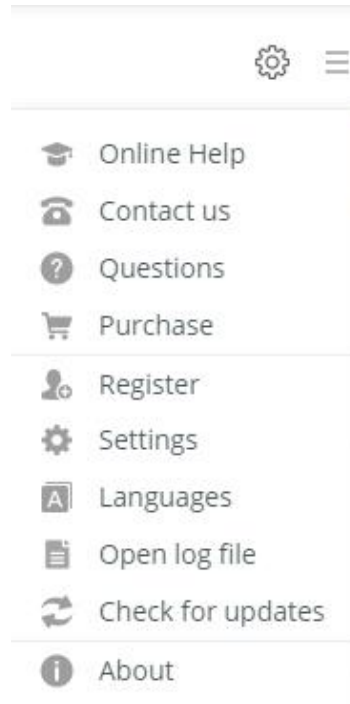 Online Help
Contact us
Questions
Purchase
Register
Settings
Languages
Open log file
Check for updates
About